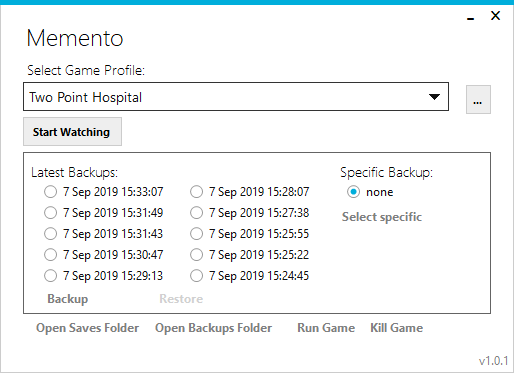 Memento
Select Game Profile:
Two Point Hospital
...
Start Watching
Latest Backups:
Specific Backup:
7 Sep 2019 15:33:07
7 Sep 2019 15:28:07
none
7 Sep 2019 15:31:49
7 Sep 2019 15:27:38
Select specific
7 Sep 2019 15:31:43
7 Sep 2019 15:25:55
7 Sep 2019 15:30:47
7 Sep 2019 15:25:22
7 Sep 2019 15:29:13
7 Sep 2019 15:24:45
Backup
Restore
Open Saves Folder
Open Backups Folder
Run Game
Kill Game
v1.0.1